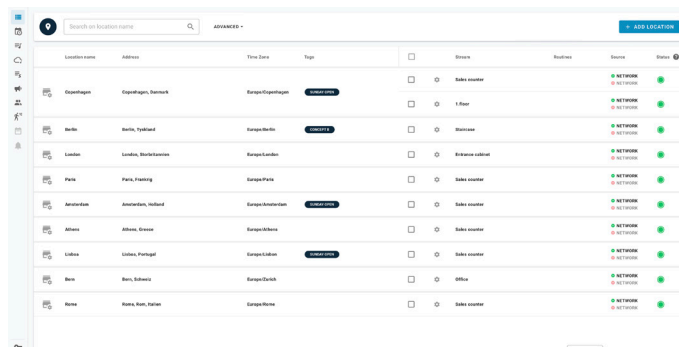 Search on location name
ADVANCED
+ ADD LOCATION
Location name Address Time Zone Tags Stream Routines Source Status
Copenhagen Copenhagen, Danmark Europe/Copenhagen SUNDAY OPEN Sales counter NETWORK
NETWORK
1.floor NETWORK
NETWORK
Berlin Berlin, Tyskland Europe/Berlin CONCEPT B Staircase NETWORK
NETWORK
London London, Storbritannien Europe/London Entrance cabinet NETWORK
NETWORK
Paris Paris, Frankrig Europe/Paris Sales counter NETWORK
NETWORK
Amsterdam Amsterdam, Holland Europe/Amsterdam SUNDAY OPEN Sales counter NETWORK
NETWORK
Athens Athens, Greese Europe/Athens Sales counter NETWORK
NETWORK
Lisboa Lisboa, Portugal Europe/Lisbon SUNDAY OPEN Sales counter NETWORK
NETWORK
Bern Bern, Schweiz Europe/Zurich Office NETWORK
NETWORK
Rome Rome, Rom, Italien Europe/Rome Sales counter NETWORK
NETWORK